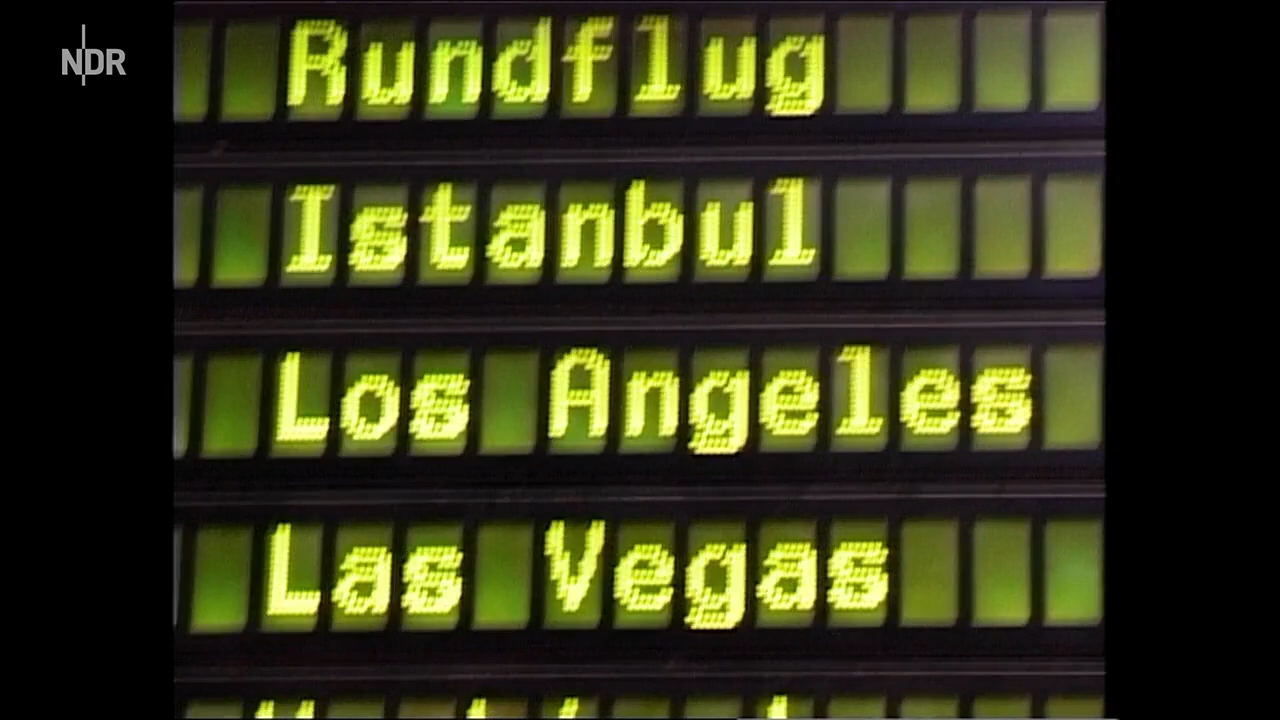 NDR
Rundflug
Istanbul
Los Angeles
Las Vegas